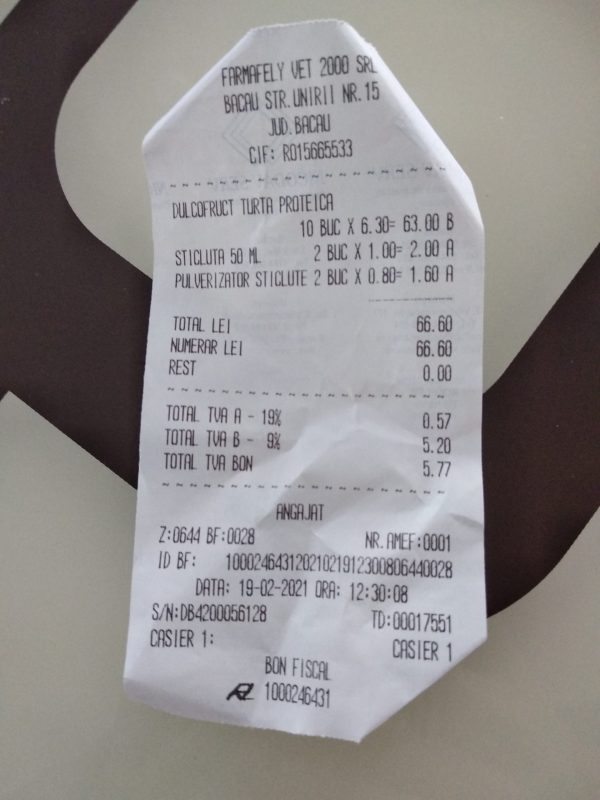 FARMAFELY VET 2000 SRL
BACAU STR.UNIRII NR.15
JUD.BACAU
CIF: RO15665533
DULCOFRUCT TURTA PROTEICA
10 BUC X 6.30= 63.00 B
STICLUTA 50 ML 2 BUC X 1.00= 2.00 A
PULVERIZATOR STICLUTE 2 BUC X 0.80= 1.60 A
TOTAL LEI 66.60
NUMERAR LEI 66.60
REST 0.00
TOTAL TVA A - 19% 0.57
TOTAL TVA B - 9% 5.20
TOTAL TVA BON 5.77
ANGAJAT
Z:0644 BF:0028 NR.AMEF:0001
ID BF: 10002464312021021912300806440028
DATA: 19-02-2021 ORA: 12:30:08
S/N:DB4200056128 TD:00017551
CASIER 1: CASIER 1
BON FISCAL
1000246431